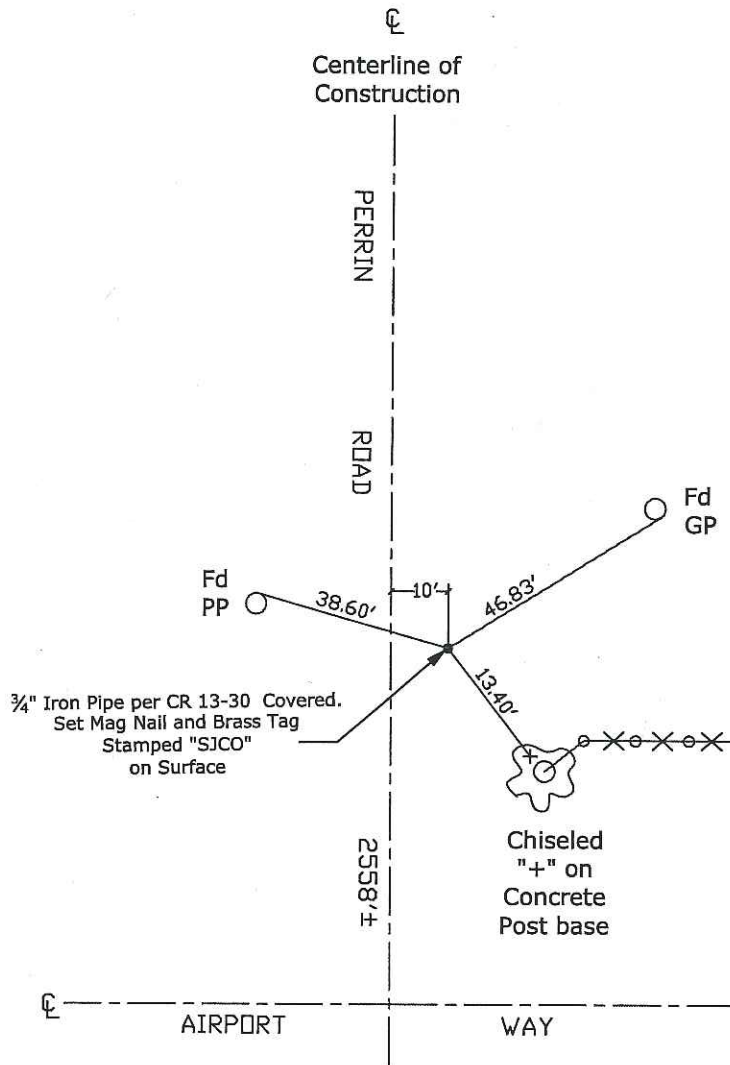 ℄
Centerline of
Construction
PERRIN
ROAD
Fd
GP
Fd
PP
38.60'
10'
46.83'
13.40'
¾" Iron Pipe per CR 13-30 Covered.
Set Mag Nail and Brass Tag
Stamped "SJCO"
on Surface
2558'±
Chiseled
"+" on
Concrete
Post base
℄
AIRPORT WAY